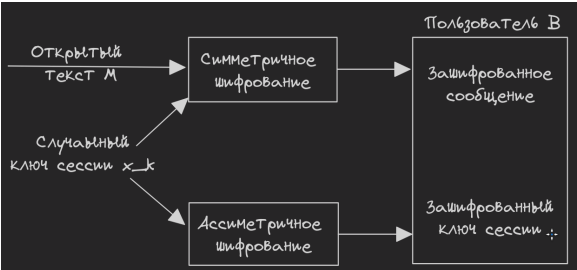 Пользователь B
Открытый
текст M
Симметричное
шифрование
Зашифрованное
сообщение
Случайный
ключ сессии x_k
Ассиметричное
шифрование
Зашифрованный
ключ сессии